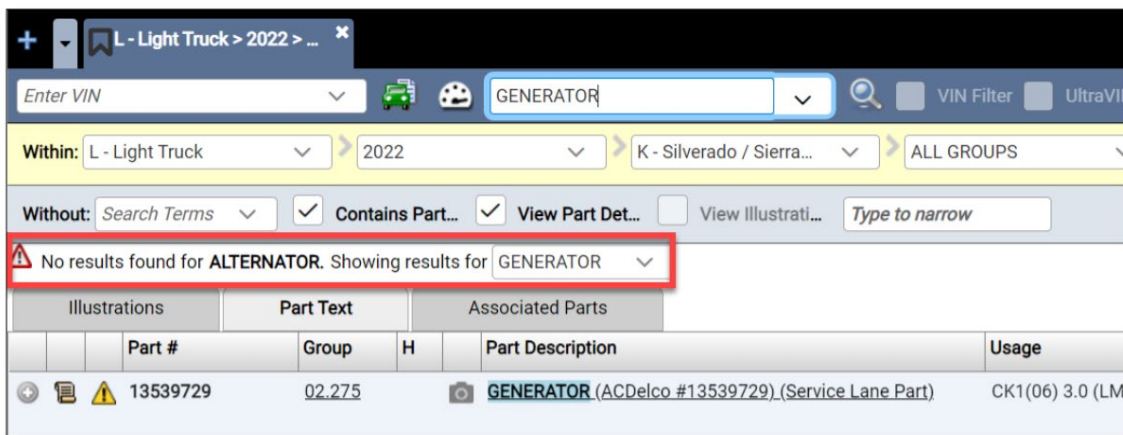 L - Light Truck > 2022 > ...
Enter VIN GENERATOR VIN Filter UltraVI
Within: L - Light Truck 2022 K - Silverado / Sierra... ALL GROUPS
Without: Search Terms Contains Part... View Part Det... View Illustrati... Type to narrow
No results found for ALTERNATOR. Showing results for GENERATOR
Illustrations Part Text Associated Parts
Part # Group H Part Description Usage
13539729 02.275 GENERATOR (ACDelco #13539729) (Service Lane Part) CK1(06) 3.0 (LM